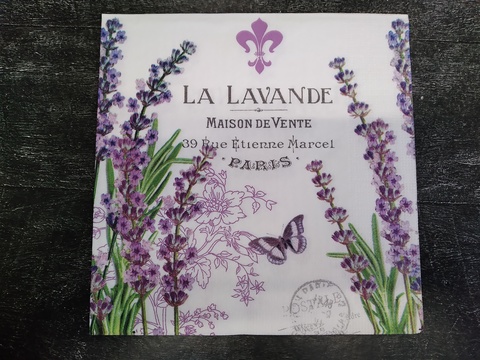 LA LAVANDE
MAISON DE VENTE
39 Rue Etienne Marcel
PARIS